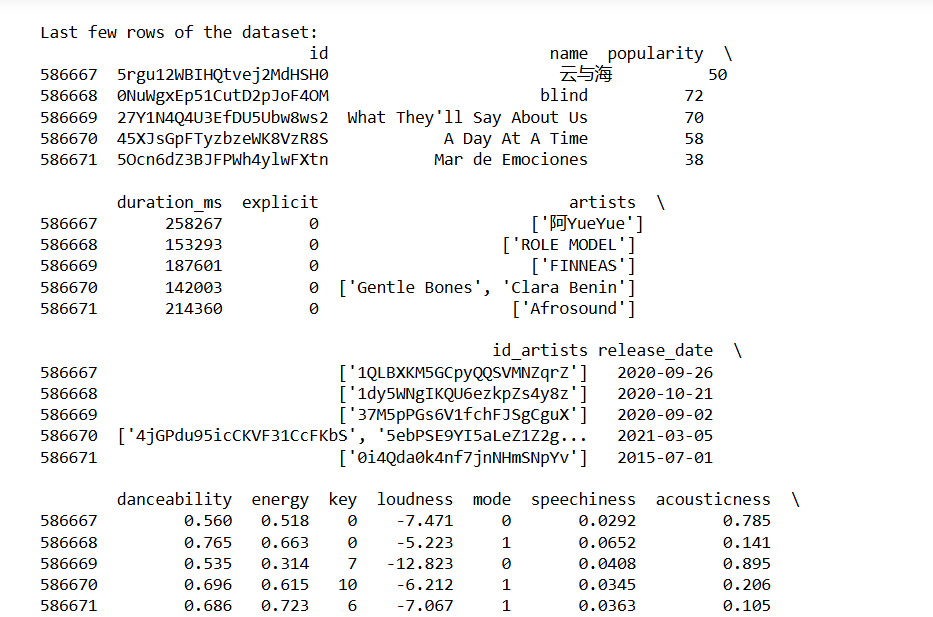 Last few rows of the dataset:
id name popularity \
586667 5rgu12WBIHQtvej2MdHSH0 云与海 50
586668 0NuWgxEp51CutD2pJoF4OM blind 72
586669 27Y1N4Q4U3EfDU5Ubw8ws2 What They'll Say About Us 70
586670 45XJsGpFTyzbzeWK8VzR8S A Day At A Time 58
586671 5Ocn6dZ3BJFPWh4ylwFXtn Mar de Emociones 38
duration_ms explicit artists \
586667 258267 0 ['阿YueYue']
586668 153293 0 ['ROLE MODEL']
586669 187601 0 ['FINNEAS']
586670 142003 0 ['Gentle Bones', 'Clara Benin']
586671 214360 0 ['Afrosound']
id_artists release_date \
586667 ['1QLBXKM5GCpyQQSVMNZqrZ'] 2020-09-26
586668 ['1dy5WNgIKQU6ezkpZs4y8z'] 2020-10-21
586669 ['37M5pPGs6V1fchFJSgCguX'] 2020-09-02
586670 ['4jGPdu95icCKVF31CcFKbS', '5ebPSE9YI5aLeZ1Z2g... 2021-03-05
586671 ['0i4Qda0k4nf7jnNHmSNpYv'] 2015-07-01
danceability energy key loudness mode speechiness acousticness \
586667 0.560 0.518 0 -7.471 0 0.0292 0.785
586668 0.765 0.663 0 -5.223 1 0.0652 0.141
586669 0.535 0.314 7 -12.823 0 0.0408 0.895
586670 0.696 0.615 10 -6.212 1 0.0345 0.206
586671 0.686 0.723 6 -7.067 1 0.0363 0.105